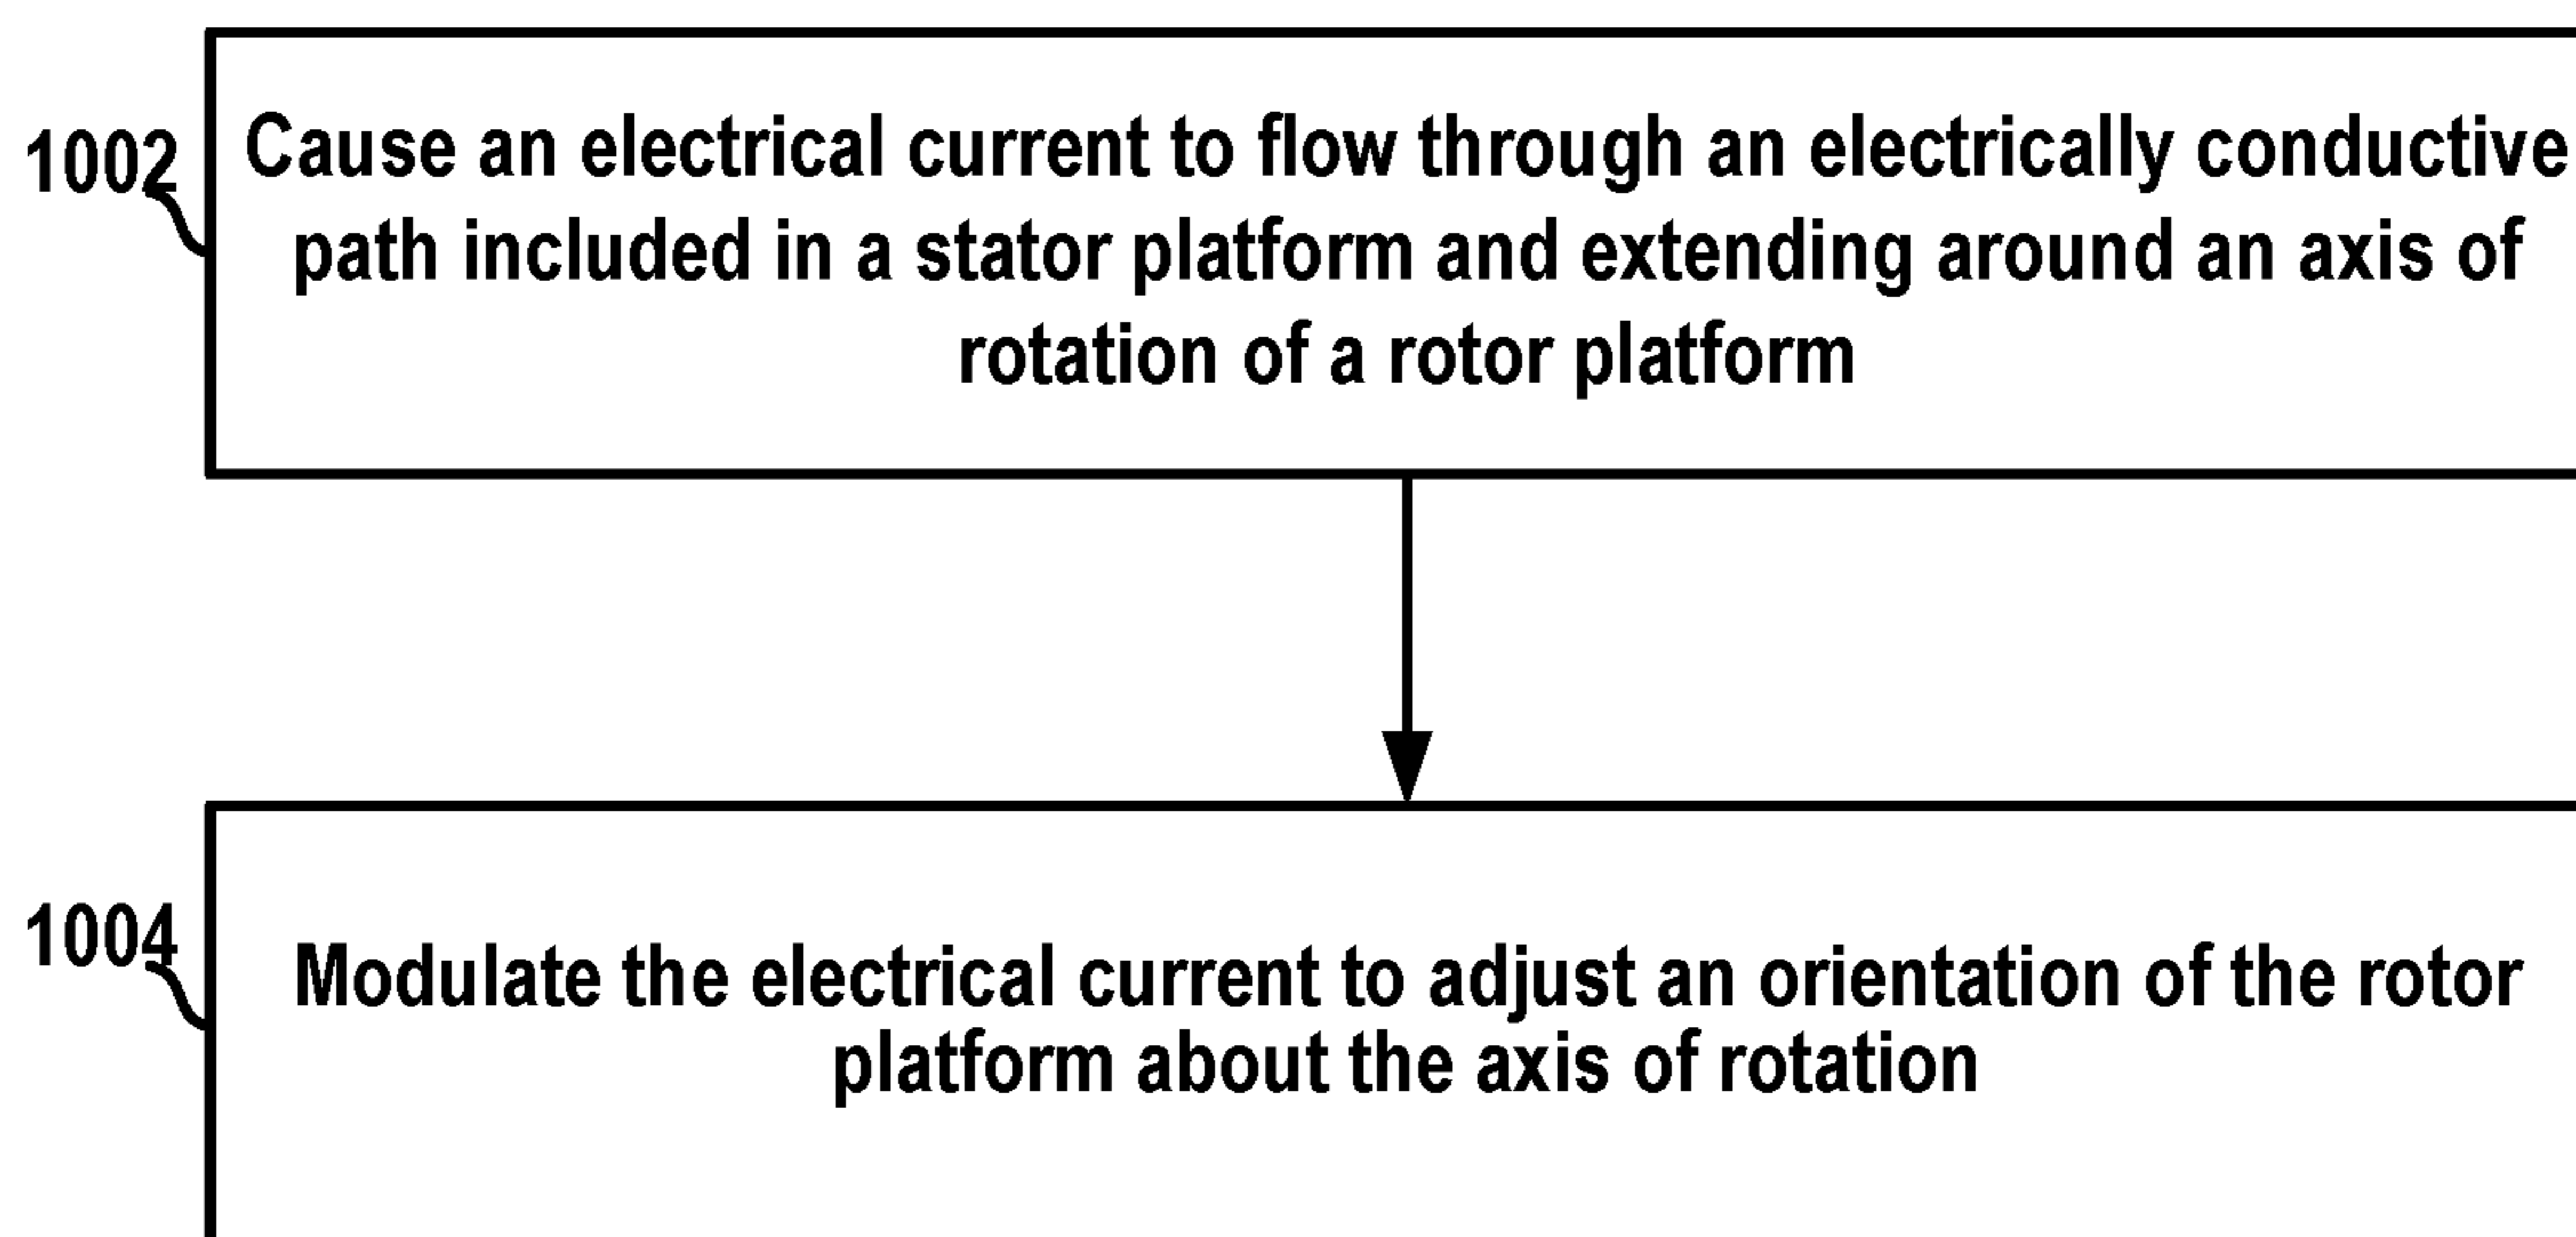 1002
Cause an electrical current to flow through an electrically conductive
path included in a stator platform and extending around an axis of
rotation of a rotor platform
1004
Modulate the electrical current to adjust an orientation of the rotor
platform about the axis of rotation